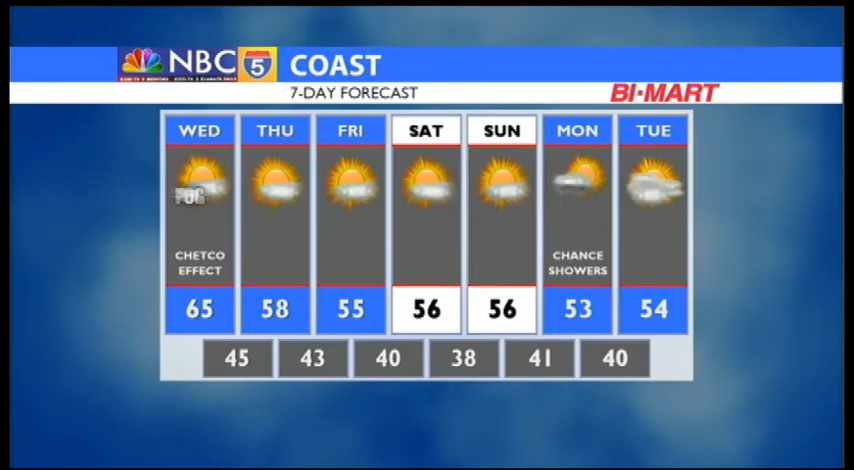 NBC 5 COAST
7-DAY FORECAST BI-MART
WED THU FRI SAT SUN MON TUE
FOG
CHETCO EFFECT CHANCE SHOWERS
65 58 55 56 56 53 54
45 43 40 38 41 40